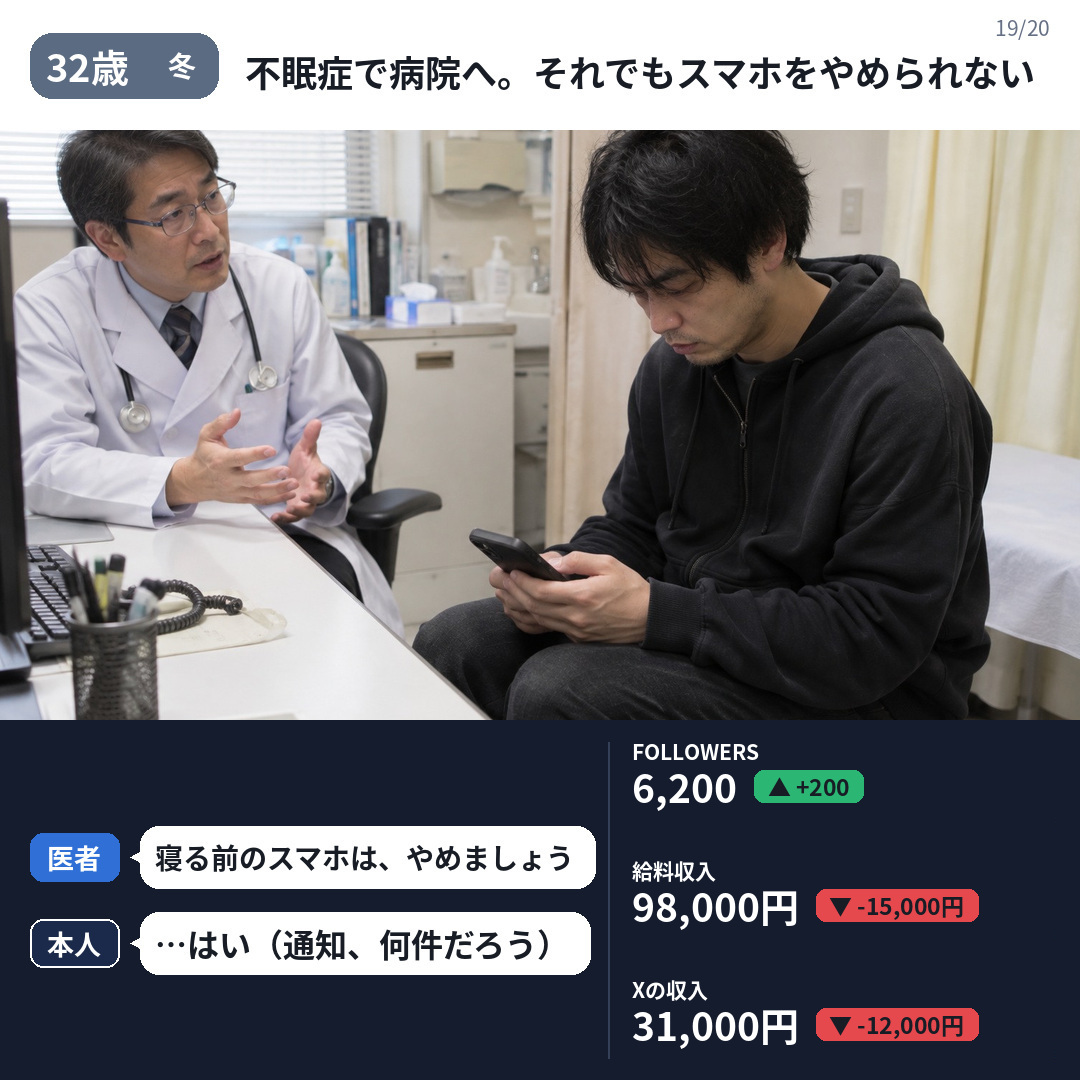 19/20
32歳 冬
不眠症で病院へ。それでもスマホをやめられない
医者
寝る前のスマホは、やめましょう
本人
…はい（通知、何件だろう）
FOLLOWERS
6,200 ▲ +200
給料収入
98,000円 ▼ -15,000円
Xの収入
31,000円 ▼ -12,000円